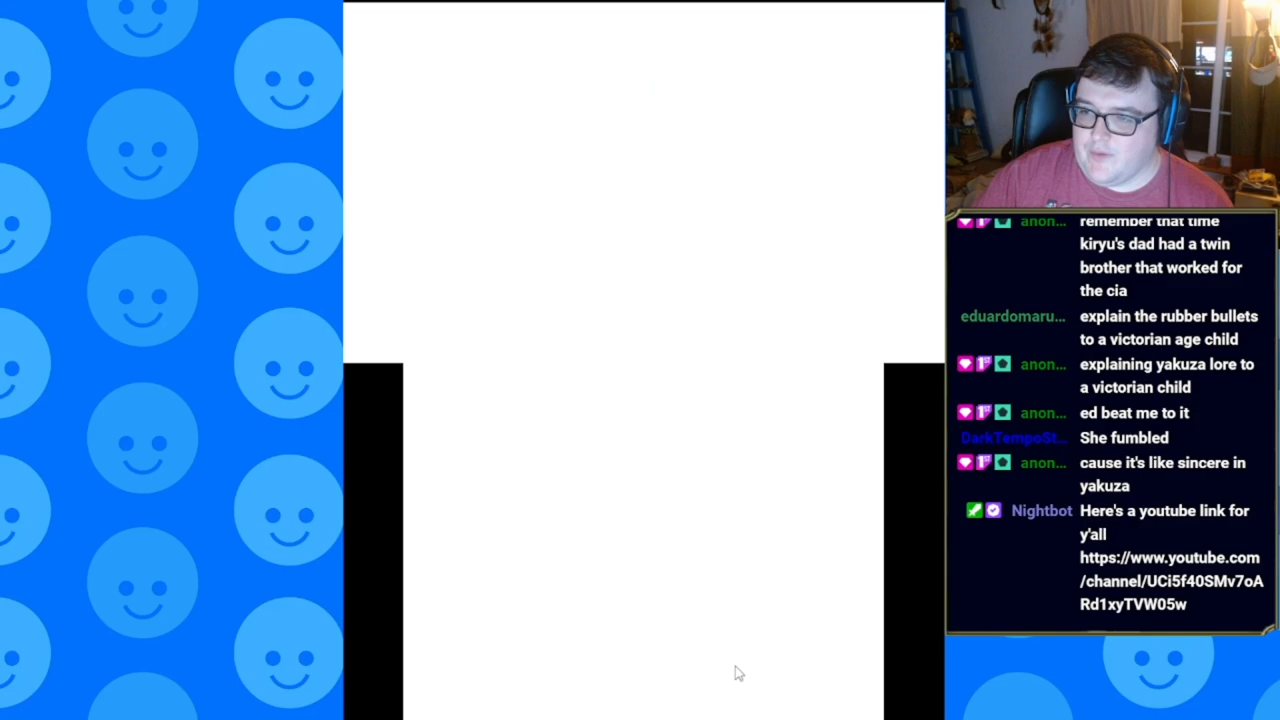 anon... remember that time
kiryu's dad had a twin
brother that worked for
the cia
eduardomaru... explain the rubber bullets
to a victorian age child
anon... explaining yakuza lore to
a victorian child
anon... ed beat me to it
DarkTempoSt... She fumbled
anon... cause it's like sincere in
yakuza
Nightbot Here's a youtube link for
y'all
https://www.youtube.com
/channel/UCi5f40SMv7oA
Rd1xyTVW05w